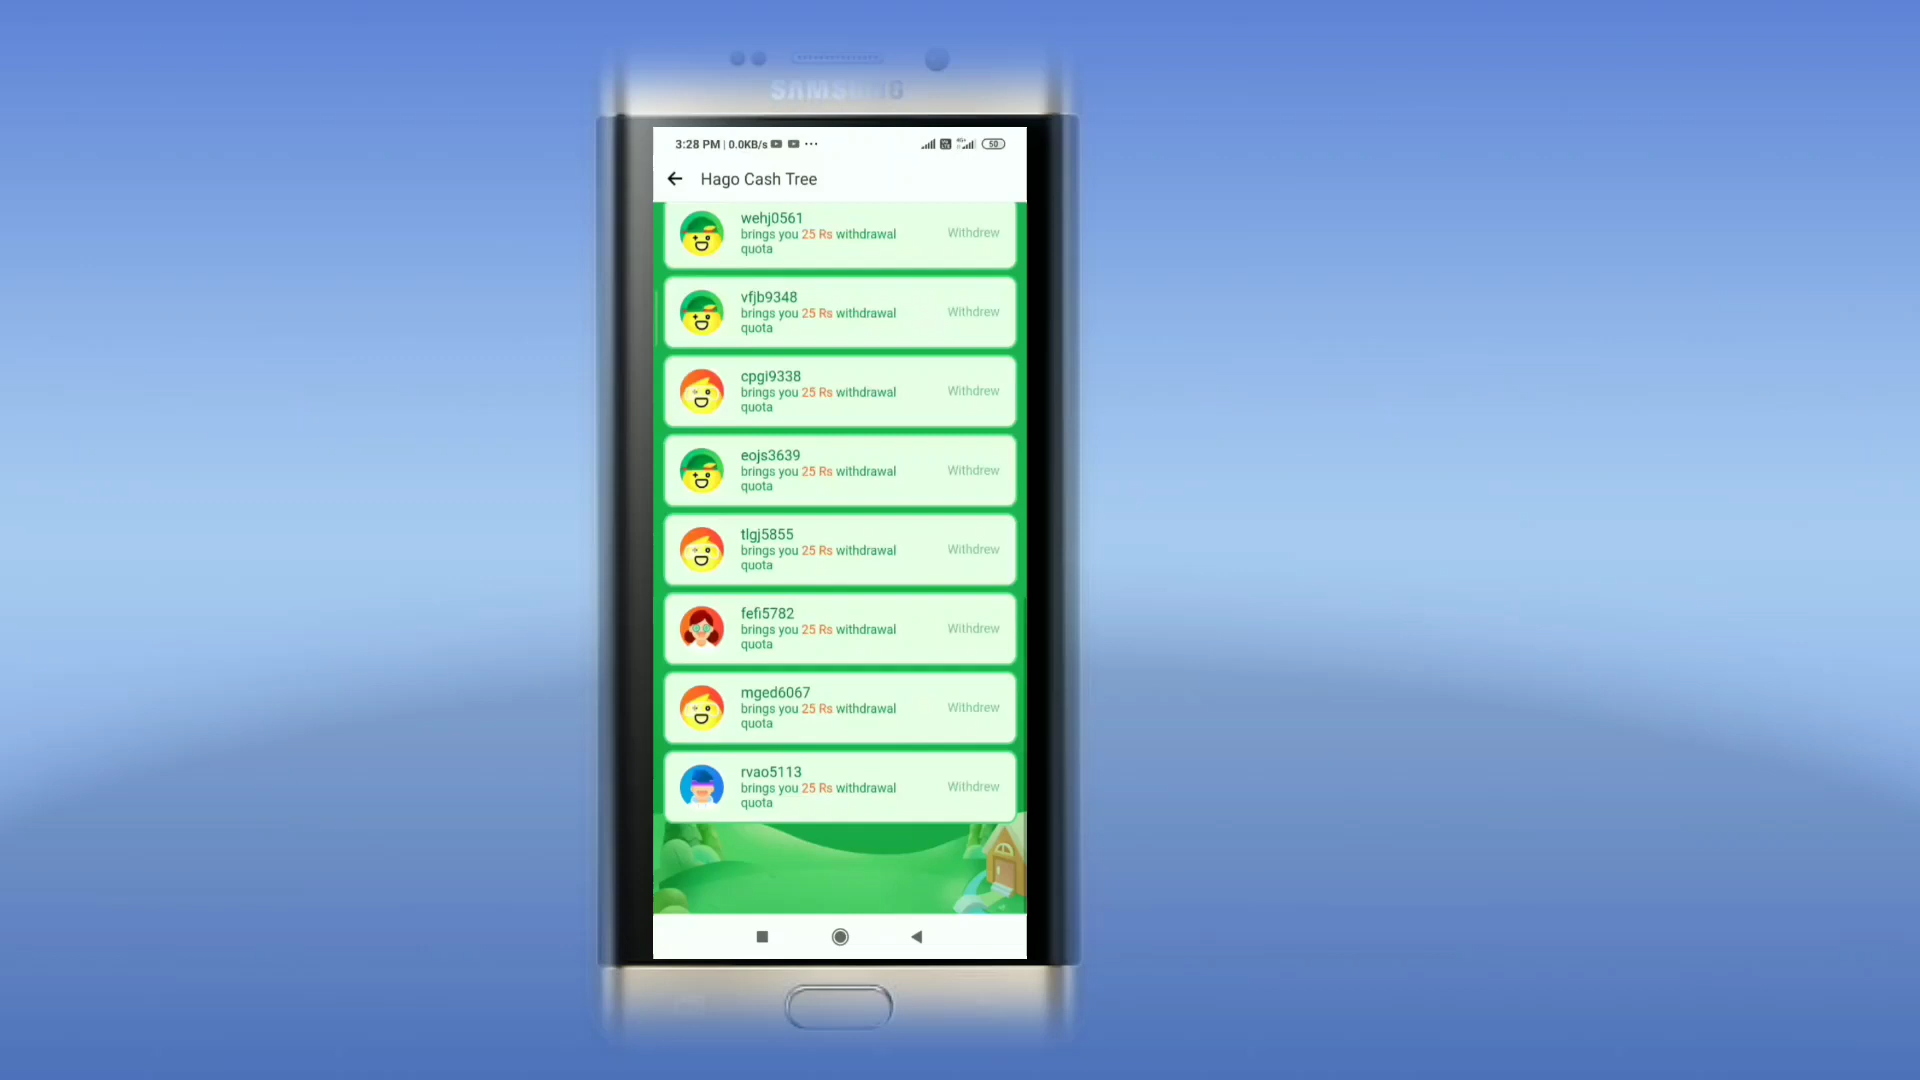 SAMSUNG
3:28 PM | 0.0KB/s ... 50
Hago Cash Tree
wehj0561
brings you 25 Rs withdrawal
quota
Withdrew
vfjb9348
brings you 25 Rs withdrawal
quota
Withdrew
cpgi9338
brings you 25 Rs withdrawal
quota
Withdrew
eojs3639
brings you 25 Rs withdrawal
quota
Withdrew
tlgj5855
brings you 25 Rs withdrawal
quota
Withdrew
fefi5782
brings you 25 Rs withdrawal
quota
Withdrew
mged6067
brings you 25 Rs withdrawal
quota
Withdrew
rvao5113
brings you 25 Rs withdrawal
quota
Withdrew